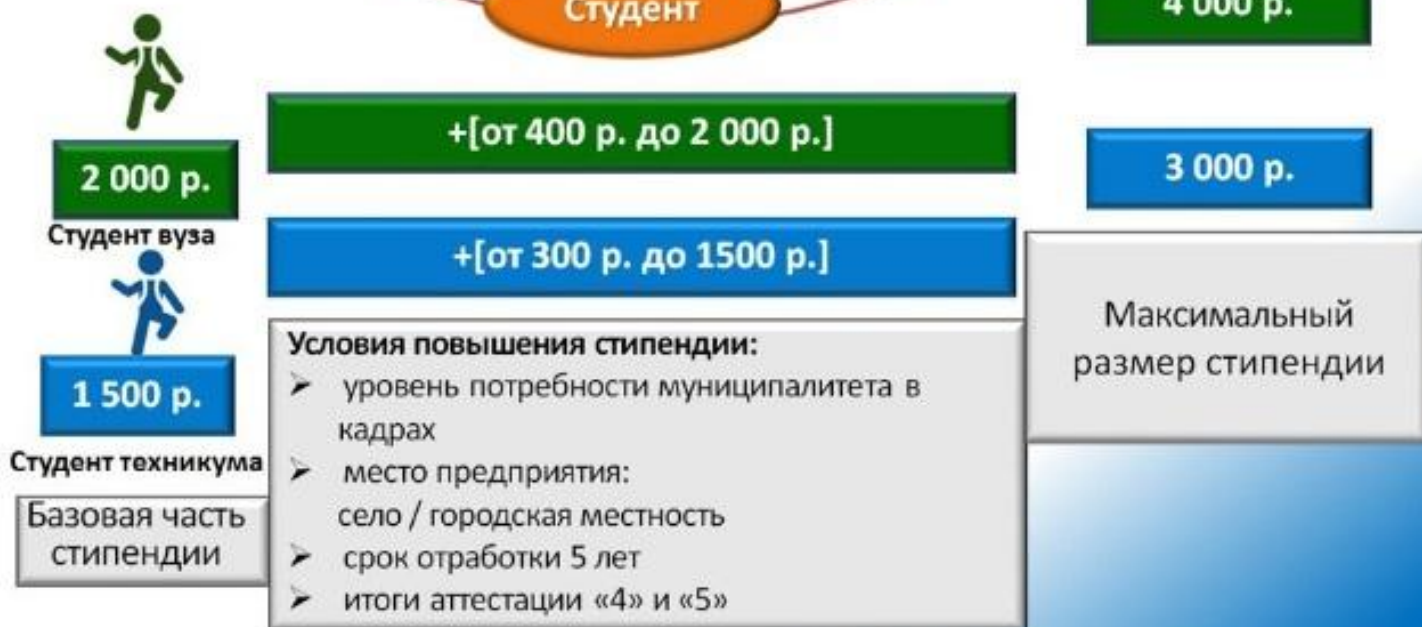 Студент
4 000 р.
+[от 400 р. до 2 000 р.]
2 000 р.
3 000 р.
Студент вуза
+[от 300 р. до 1500 р.]
Максимальный
размер стипендии
1 500 р.
Студент техникума
Базовая часть
стипендии
Условия повышения стипендии:
➢ уровень потребности муниципалитета в
кадрах
➢ место предприятия:
село / городская местность
➢ срок отработки 5 лет
➢ итоги аттестации «4» и «5»